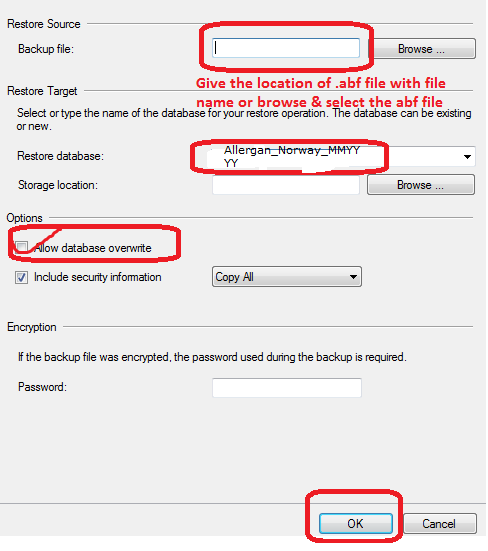 Restore Source
Backup file:
Browse ...
Give the location of .abf file with file
name or browse & select the abf file
Restore Target
Select or type the name of the database for your restore operation. The database can be existing
or new.
Restore database:
Allergan_Norway_MMYY
YY
Storage location:
Browse ...
Options
Allow database overwrite
Include security information
Copy All
Encryption
If the backup file was encrypted, the password used during the backup is required.
Password:
OK
Cancel